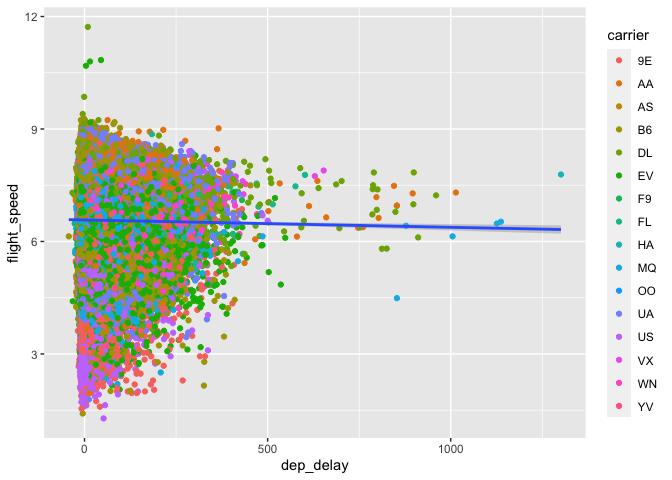 12
9
6
3
flight_speed
0
500
1000
dep_delay
carrier
9E
AA
AS
B6
DL
EV
F9
FL
HA
MQ
OO
UA
US
VX
WN
YV